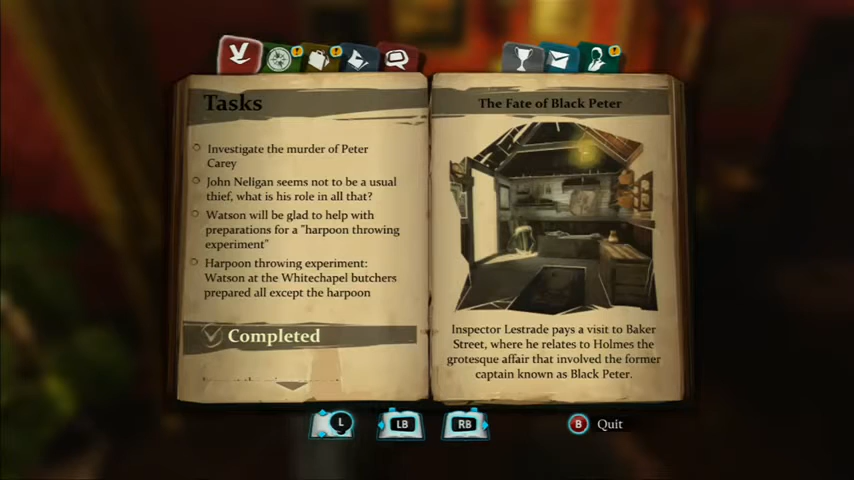 Tasks
Investigate the murder of Peter
Carey
John Neligan seems not to be a usual
thief, what is his role in all that?
Watson will be glad to help with
preparations for a "harpoon throwing
experiment"
Harpoon throwing experiment:
Watson at the Whitechapel butchers
prepared all except the harpoon
Completed
The Fate of Black Peter
Inspector Lestrade pays a visit to Baker
Street, where he relates to Holmes the
grotesque affair that involved the former
captain known as Black Peter.
L
LB
RB
B Quit